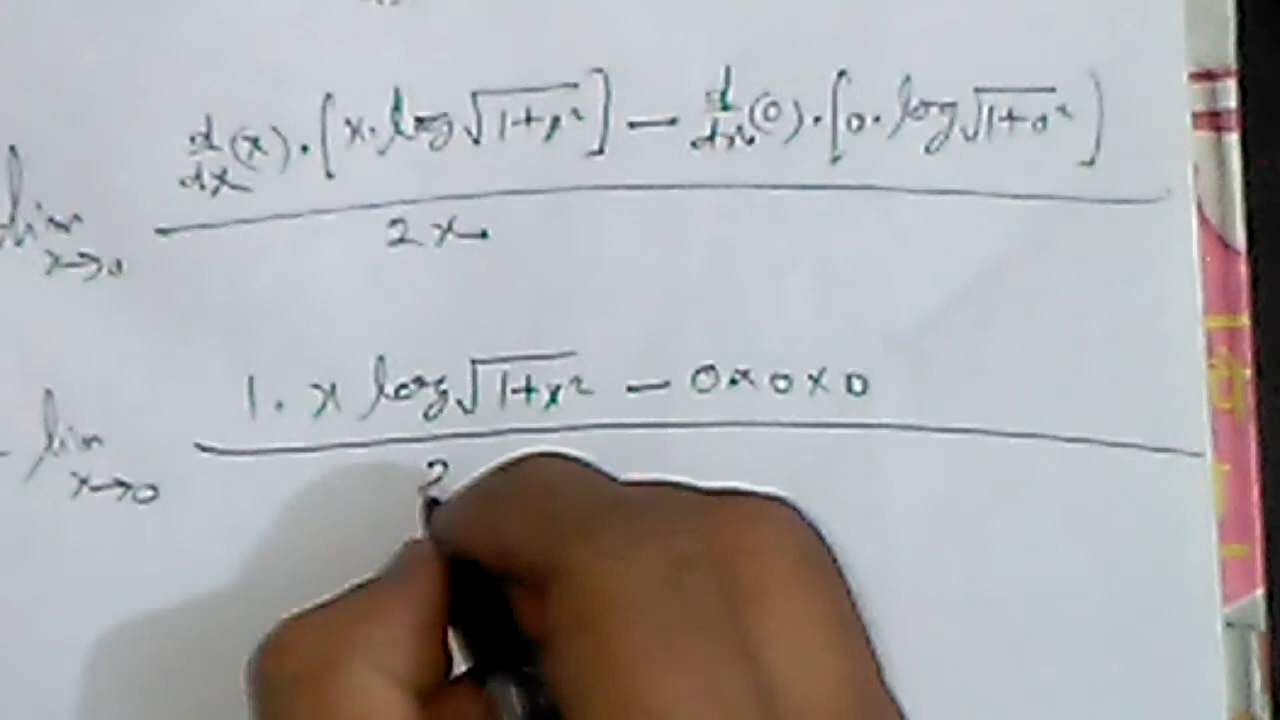 lim x→0 d/dx(x)·[x·log√1+x²] − d/dx(0)·[0·log√1+0²]
2x
lim x→0 1·x log√1+x² − 0×0×0
2